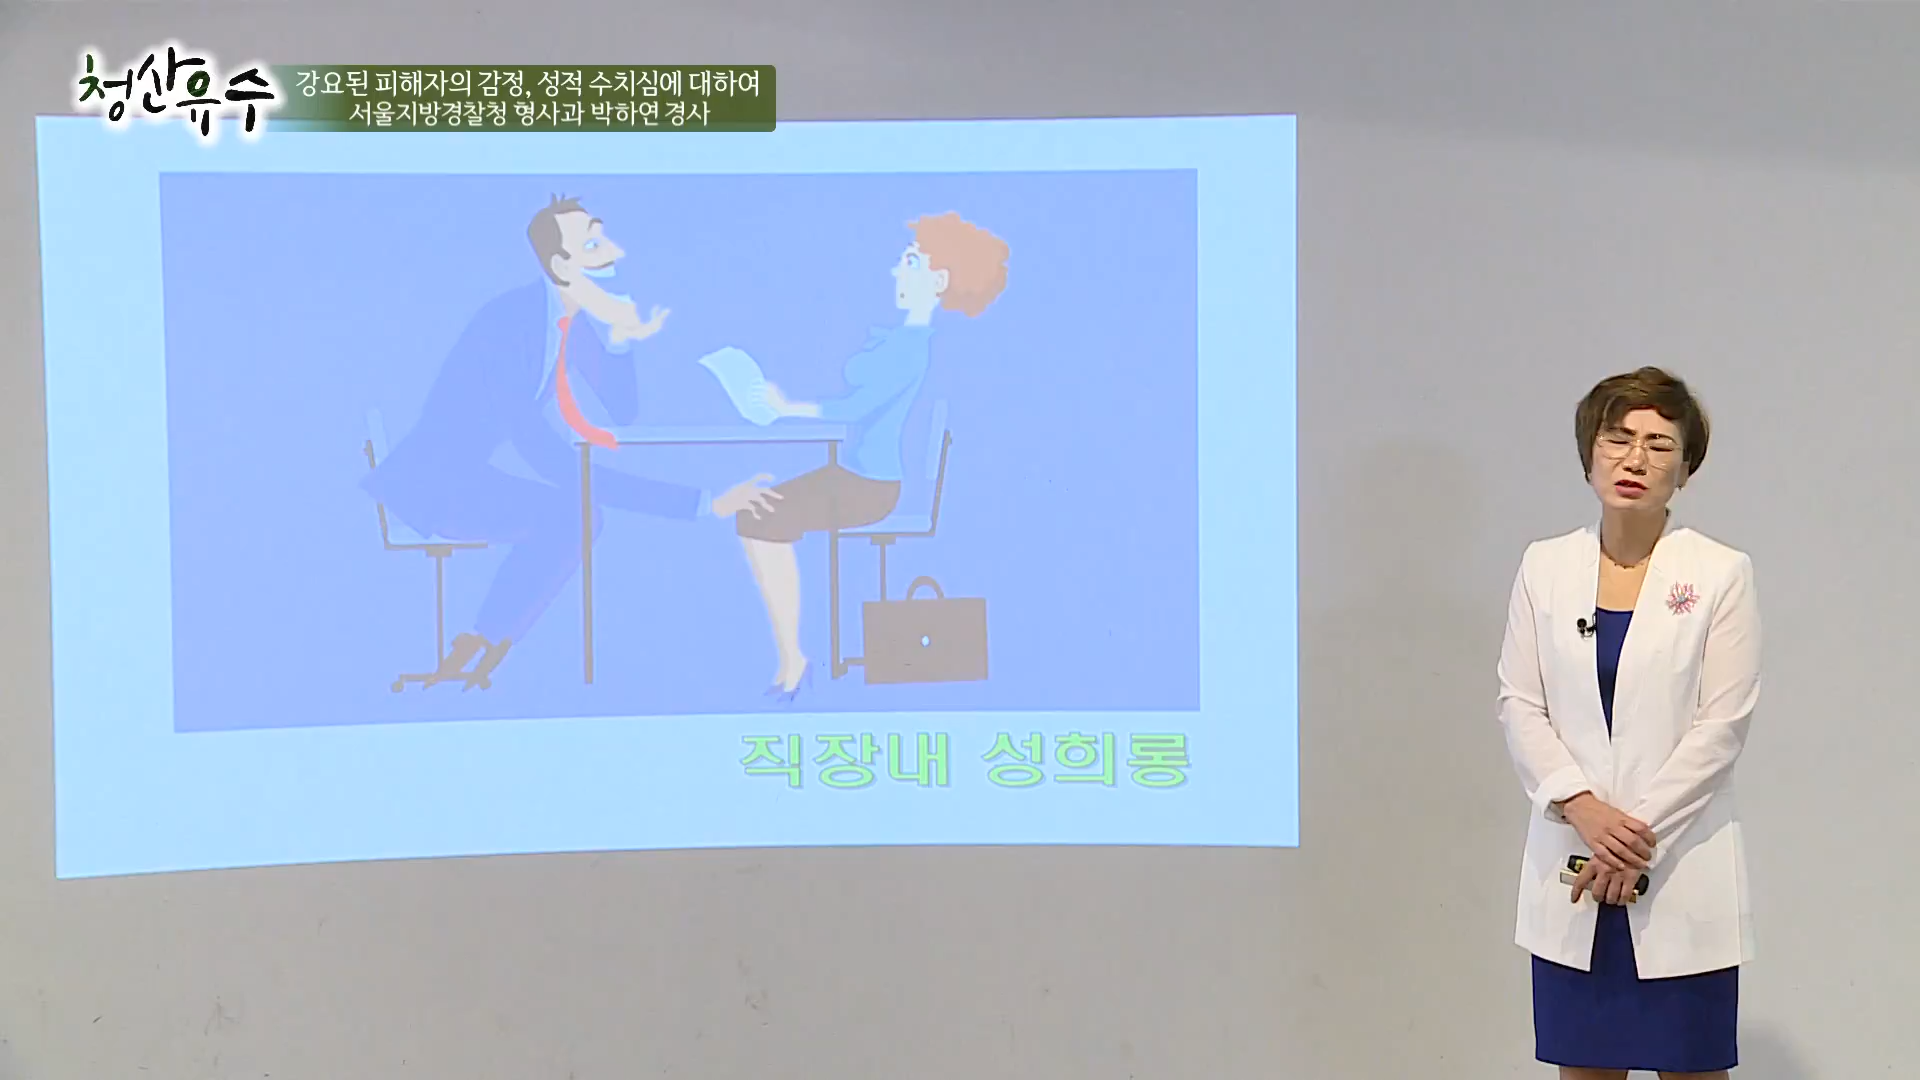 청산유수
강요된 피해자의 감정, 성적 수치심에 대하여
서울지방경찰청 형사과 박하연 경사
직장내 성희롱